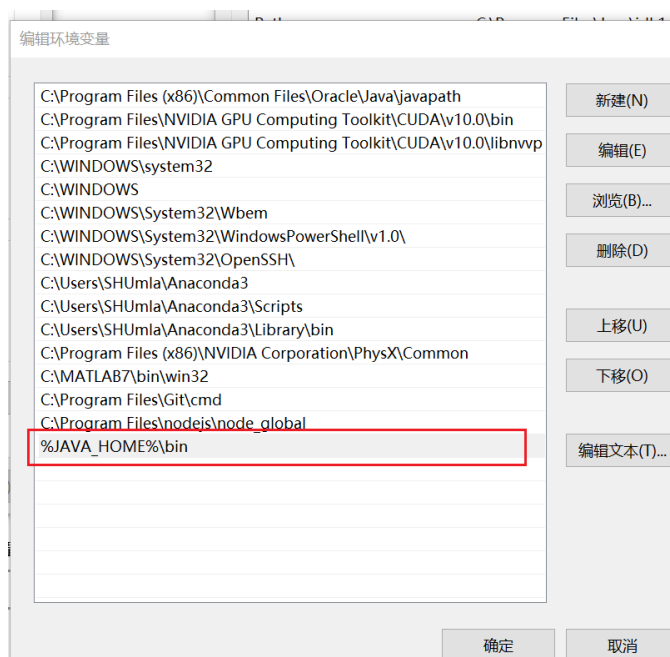 编辑环境变量
C:\Program Files (x86)\Common Files\Oracle\Java\javapath
C:\Program Files\NVIDIA GPU Computing Toolkit\CUDA\v10.0\bin
C:\Program Files\NVIDIA GPU Computing Toolkit\CUDA\v10.0\libnvvp
C:\WINDOWS\system32
C:\WINDOWS
C:\WINDOWS\System32\Wbem
C:\WINDOWS\System32\WindowsPowerShell\v1.0\
C:\WINDOWS\System32\OpenSSH\
C:\Users\SHUmla\Anaconda3
C:\Users\SHUmla\Anaconda3\Scripts
C:\Users\SHUmla\Anaconda3\Library\bin
C:\Program Files (x86)\NVIDIA Corporation\PhysX\Common
C:\MATLAB7\bin\win32
C:\Program Files\Git\cmd
C:\Program Files\nodejs\node_global
%JAVA_HOME%\bin
新建(N)
编辑(E)
浏览(B)...
删除(D)
上移(U)
下移(O)
编辑文本(T)...
确定
取消